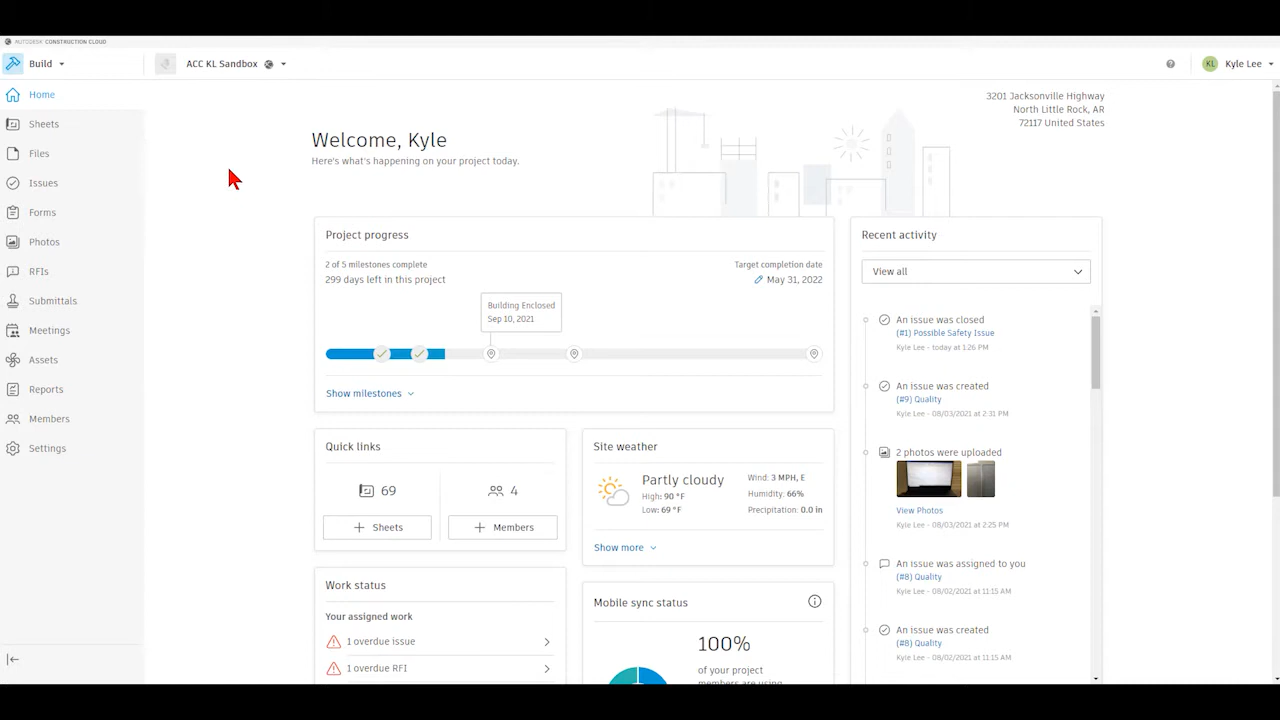 AUTODESK CONSTRUCTION CLOUD
Build
ACC KL Sandbox
KL
Kyle Lee
Home
Sheets
Files
Issues
Forms
Photos
RFIs
Submittals
Meetings
Assets
Reports
Members
Settings
3201 Jacksonville Highway
North Little Rock, AR
72117 United States
Welcome, Kyle
Here's what's happening on your project today.
Project progress
2 of 5 milestones complete
299 days left in this project
Target completion date
May 31, 2022
Building Enclosed
Sep 10, 2021
Show milestones
Quick links
69
4
+ Sheets
+ Members
Site weather
Partly cloudy
High: 90 °F
Low: 69 °F
Wind: 3 MPH, E
Humidity: 66%
Precipitation: 0.0 in
Show more
Work status
Your assigned work
1 overdue issue
1 overdue RFI
Mobile sync status
100%
of your project
members are using
Recent activity
View all
An issue was closed
(#1) Possible Safety Issue
Kyle Lee - today at 1:26 PM
An issue was created
(#9) Quality
Kyle Lee - 08/03/2021 at 2:31 PM
2 photos were uploaded
View Photos
Kyle Lee - 08/03/2021 at 2:25 PM
An issue was assigned to you
(#8) Quality
Kyle Lee - 08/02/2021 at 11:15 AM
An issue was created
(#8) Quality
Kyle Lee - 08/02/2021 at 11:15 AM